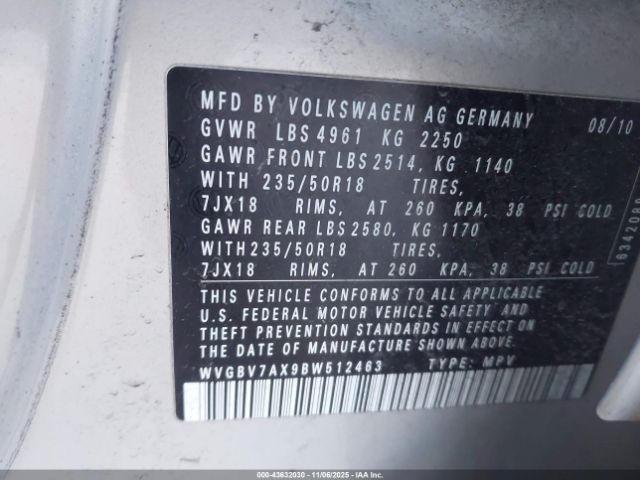 MFD BY VOLKSWAGEN AG GERMANY 08/10
GVWR LBS 4961 KG 2250
GAWR FRONT LBS 2514, KG 1140
WITH 235/50R18 TIRES,
7JX18 RIMS, AT 260 KPA, 38 PSI COLD
GAWR REAR LBS 2580, KG 1170
WITH 235/50R18 TIRES,
7JX18 RIMS, AT 260 KPA, 38 PSI COLD
THIS VEHICLE CONFORMS TO ALL APPLICABLE
U.S. FEDERAL MOTOR VEHICLE SAFETY AND
THEFT PREVENTION STANDARDS IN EFFECT ON
THE DATE OF MANUFACTURE SHOWN ABOVE.
WVGBV7AX9BW512463 TYPE: MPV
000-43632030 - 11/06/2025 - IAA, Inc.